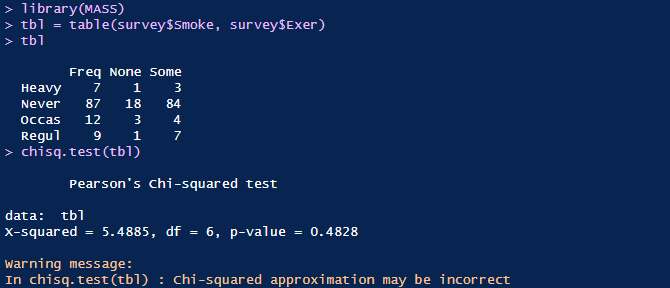 > library(MASS)
> tbl = table(survey$Smoke, survey$Exer)
> tbl
Freq None Some
Heavy 7 1 3
Never 87 18 84
Occas 12 3 4
Regul 9 1 7
> chisq.test(tbl)
Pearson's Chi-squared test
data: tbl
X-squared = 5.4885, df = 6, p-value = 0.4828
Warning message:
In chisq.test(tbl) : Chi-squared approximation may be incorrect